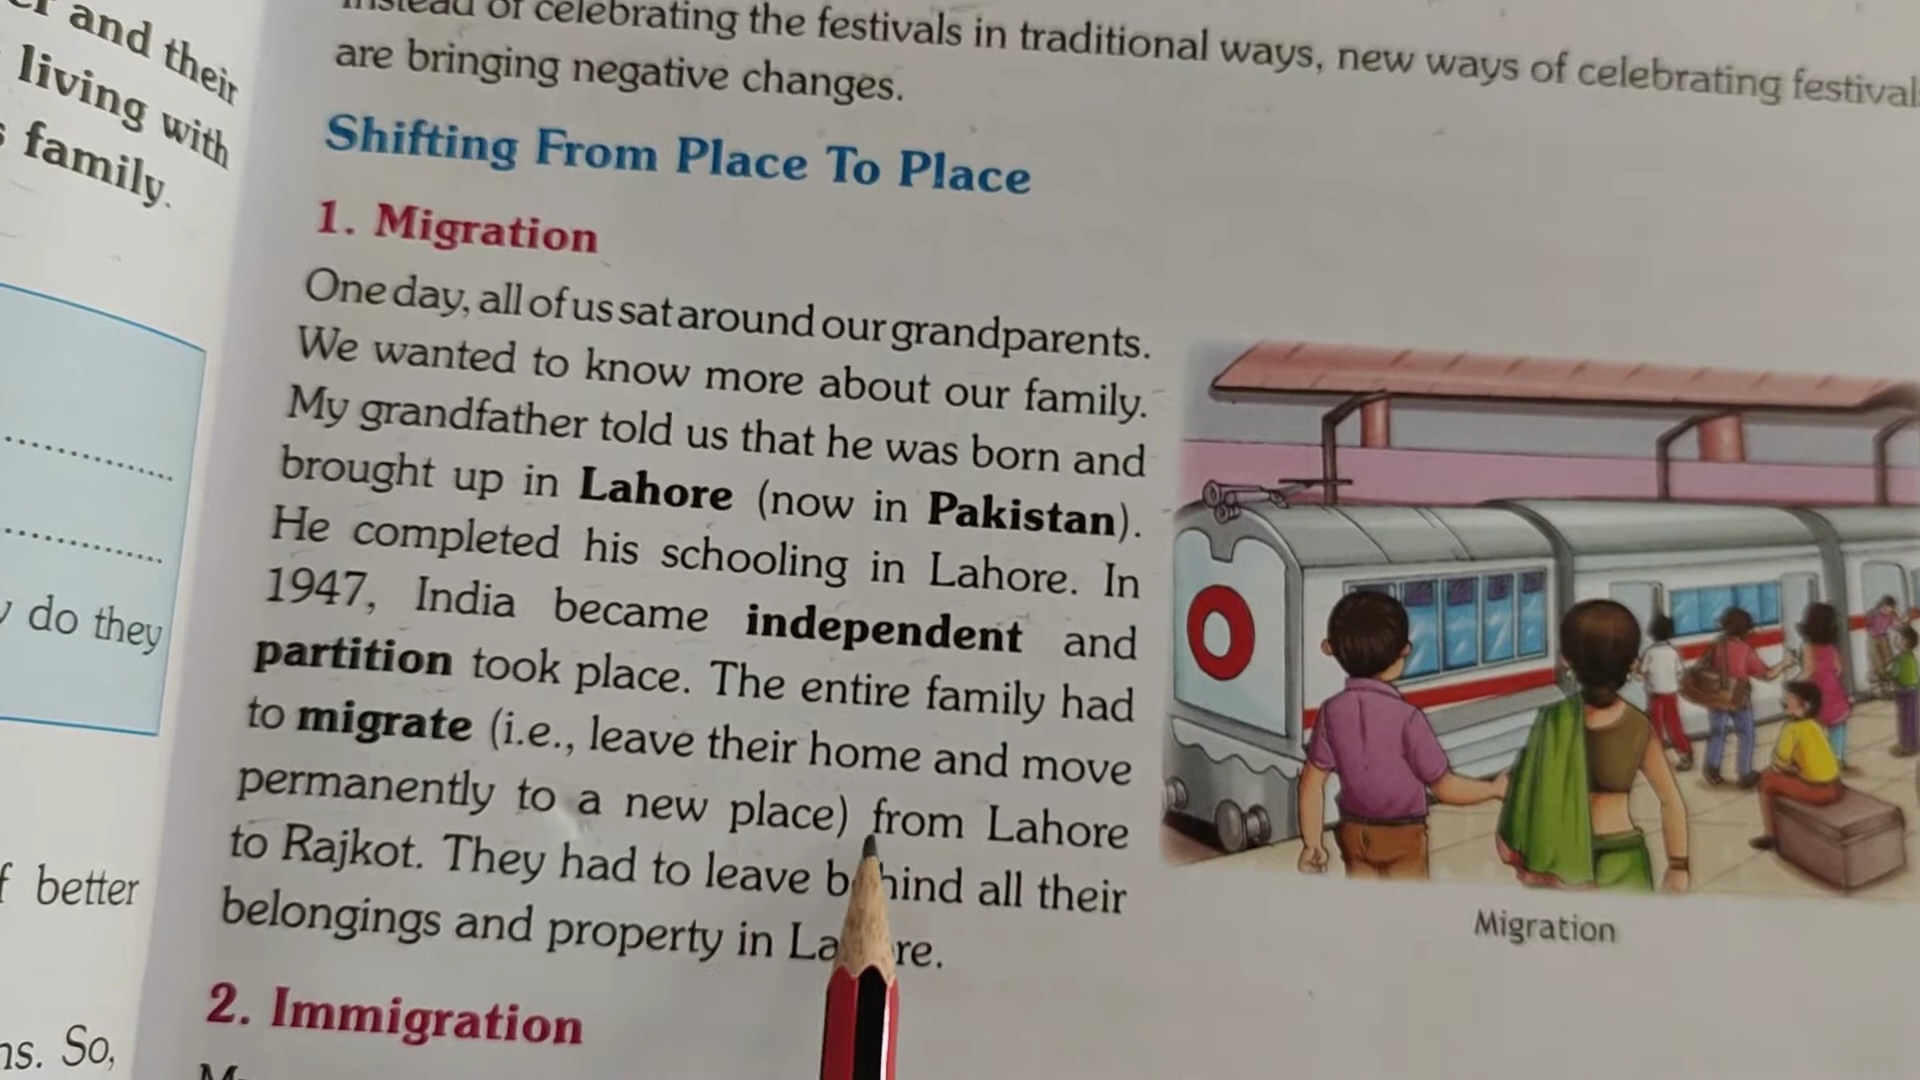 and their
living with
family.
do they
better
So,
of celebrating the festivals in traditional ways, new ways of celebrating
are bringing negative changes.
Shifting From Place To Place
1. Migration
One day, all of us sat around our grandparents.
We wanted to know more about our family.
My grandfather told us that he was born and
brought up in Lahore (now in Pakistan).
He completed his schooling in Lahore. In
1947, India became independent and
partition took place. The entire family had
to migrate (i.e., leave their home and move
permanently to a new place) from Lahore
to Rajkot. They had to leave behind all their
belongings and property in Lahore.
Migration
2. Immigration